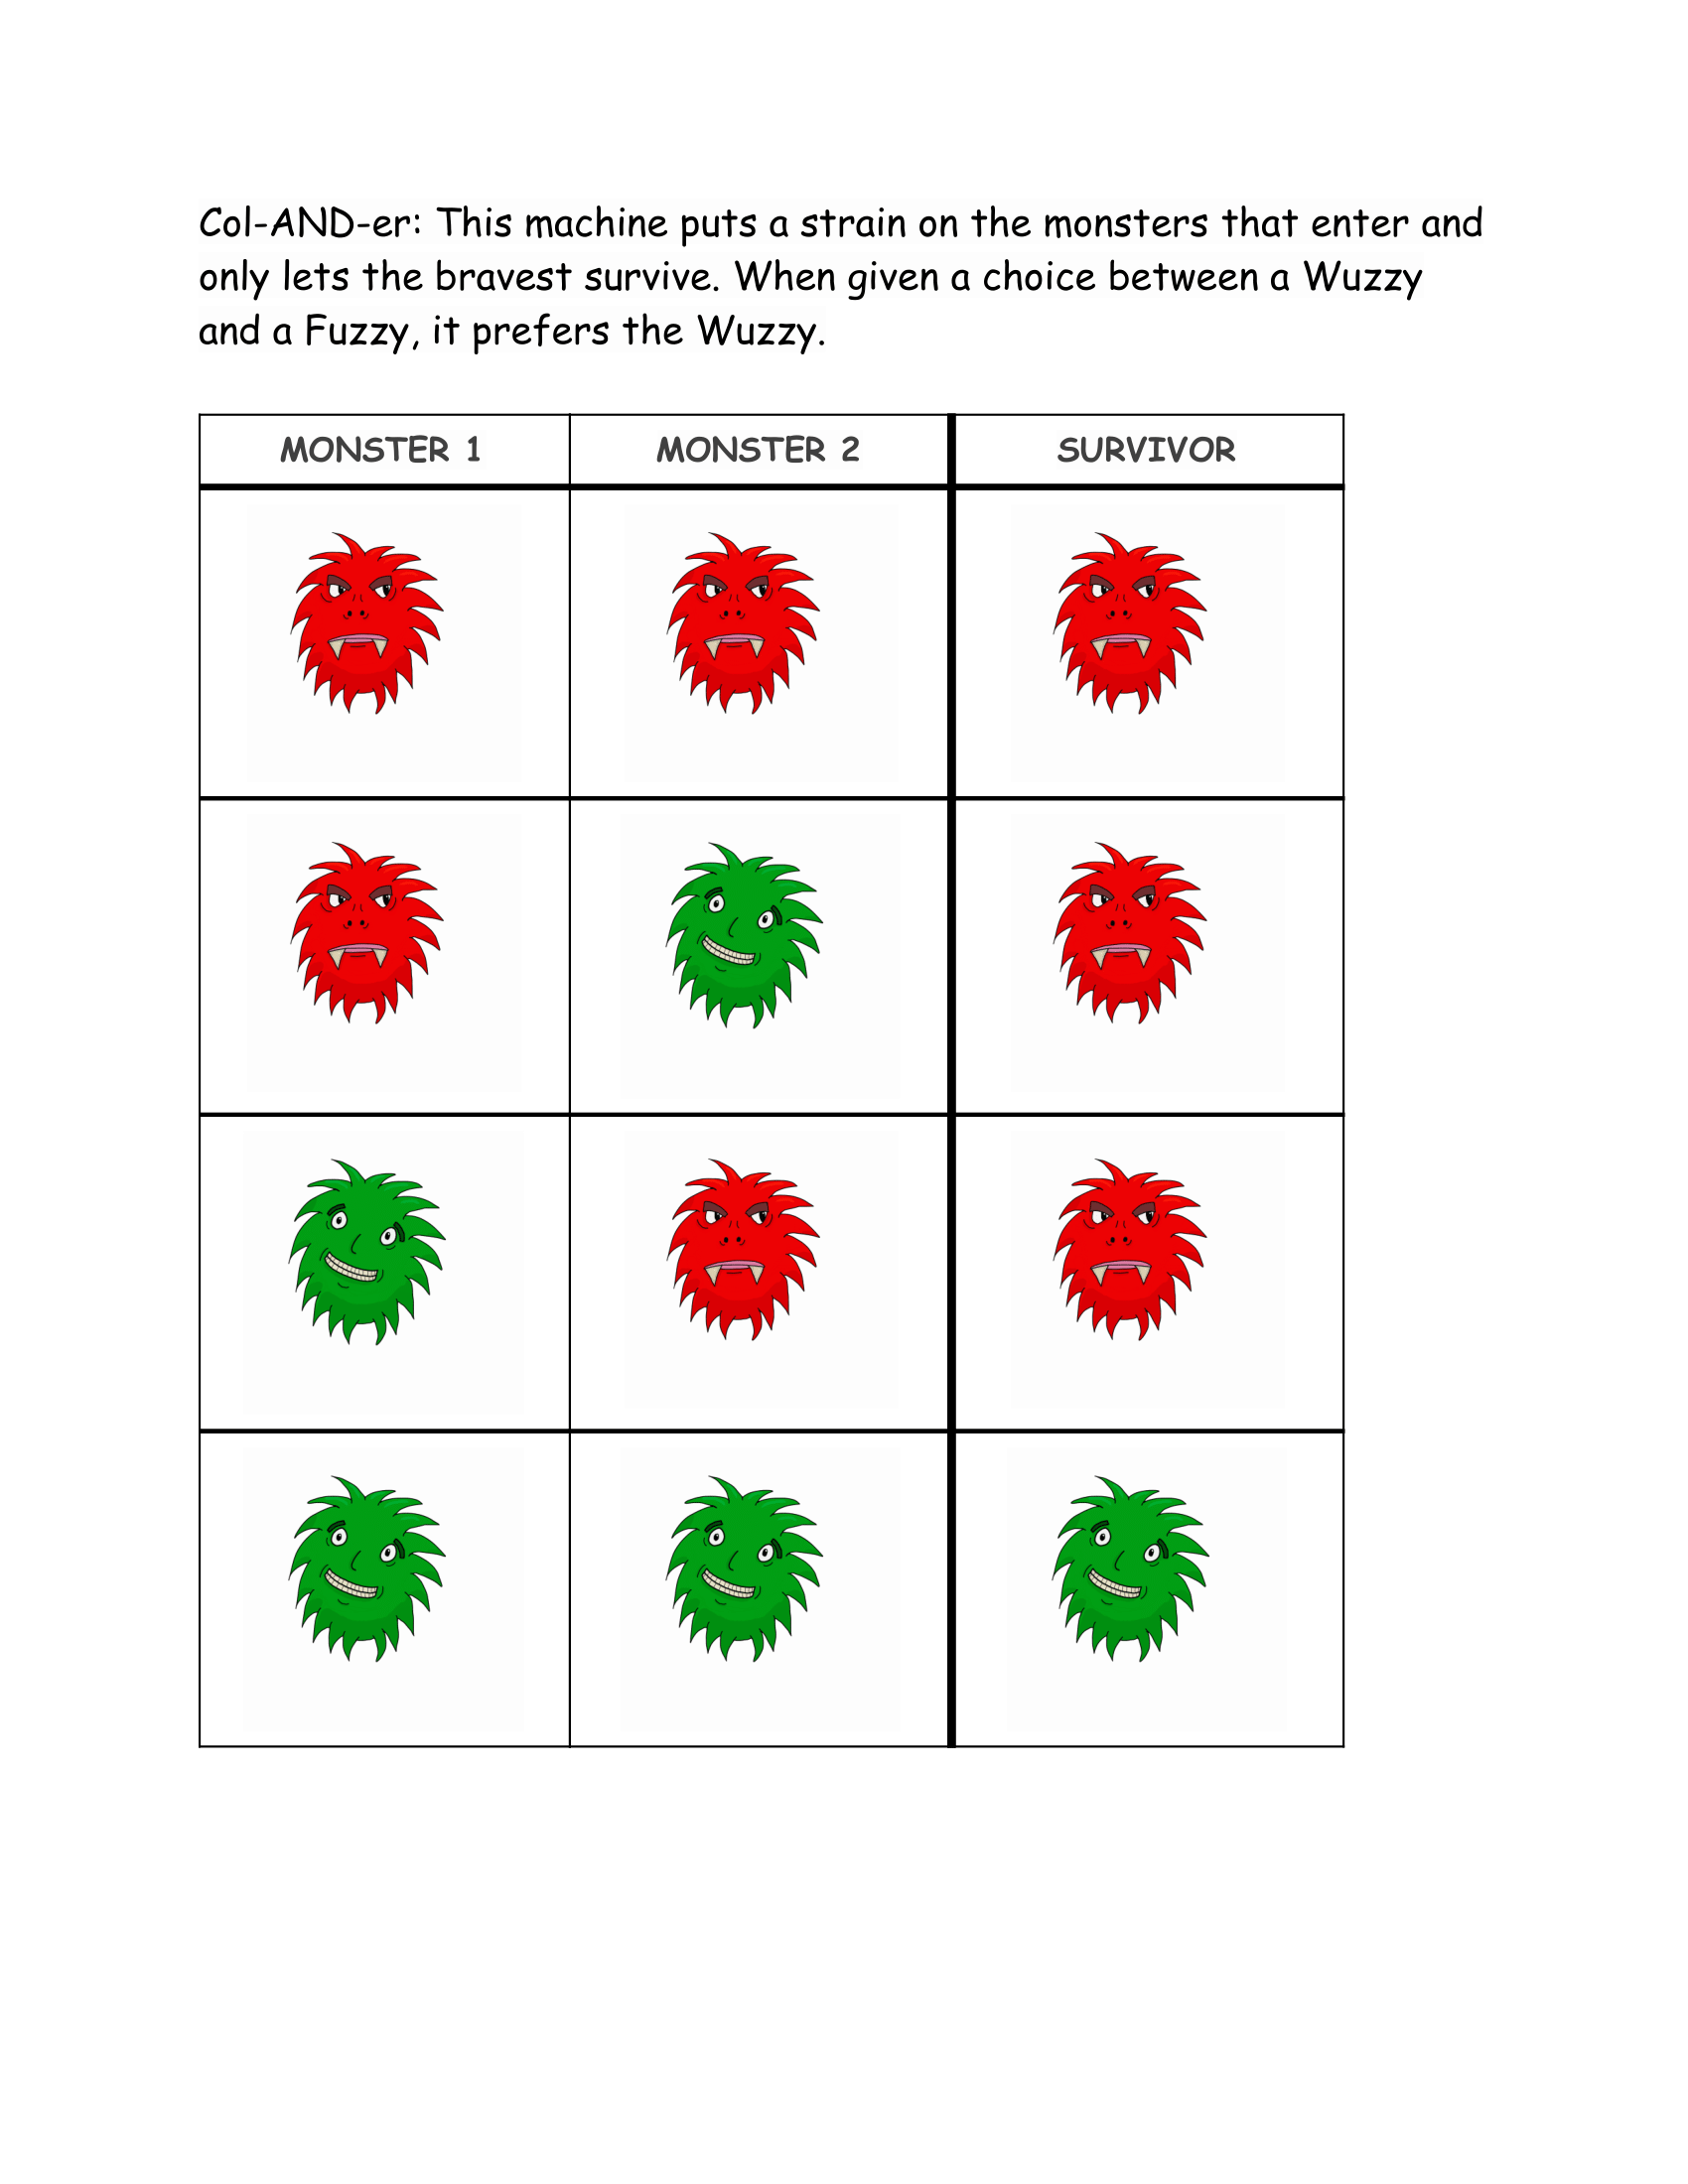 Col-AND-er: This machine puts a strain on the monsters that enter and
only lets the bravest survive. When given a choice between a Wuzzy
and a Fuzzy, it prefers the Wuzzy.
MONSTER 1 MONSTER 2 SURVIVOR